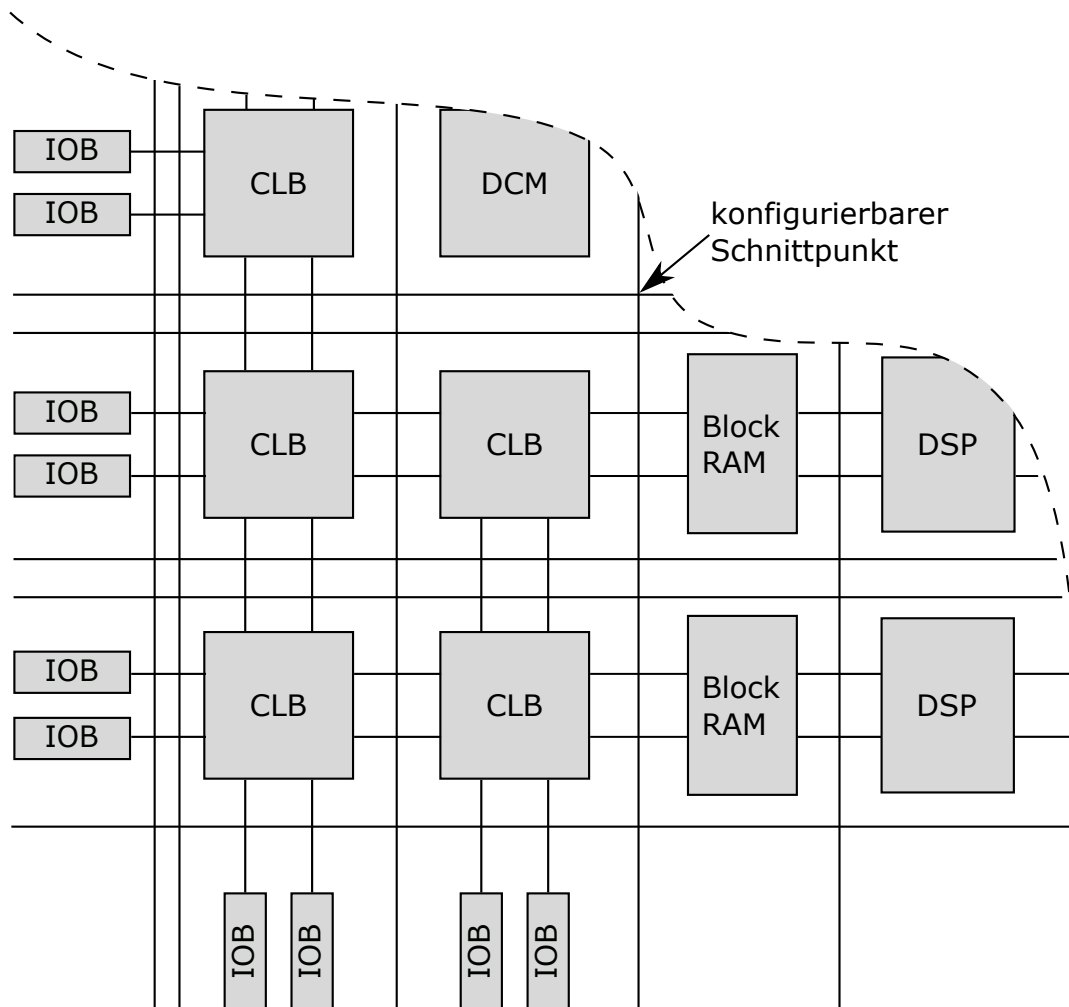 IOB
CLB
DCM
IOB
konfigurierbarer
Schnittpunkt
IOB
CLB
CLB
Block
RAM
DSP
IOB
IOB
CLB
CLB
Block
RAM
DSP
IOB
IOB
IOB
IOB
IOB